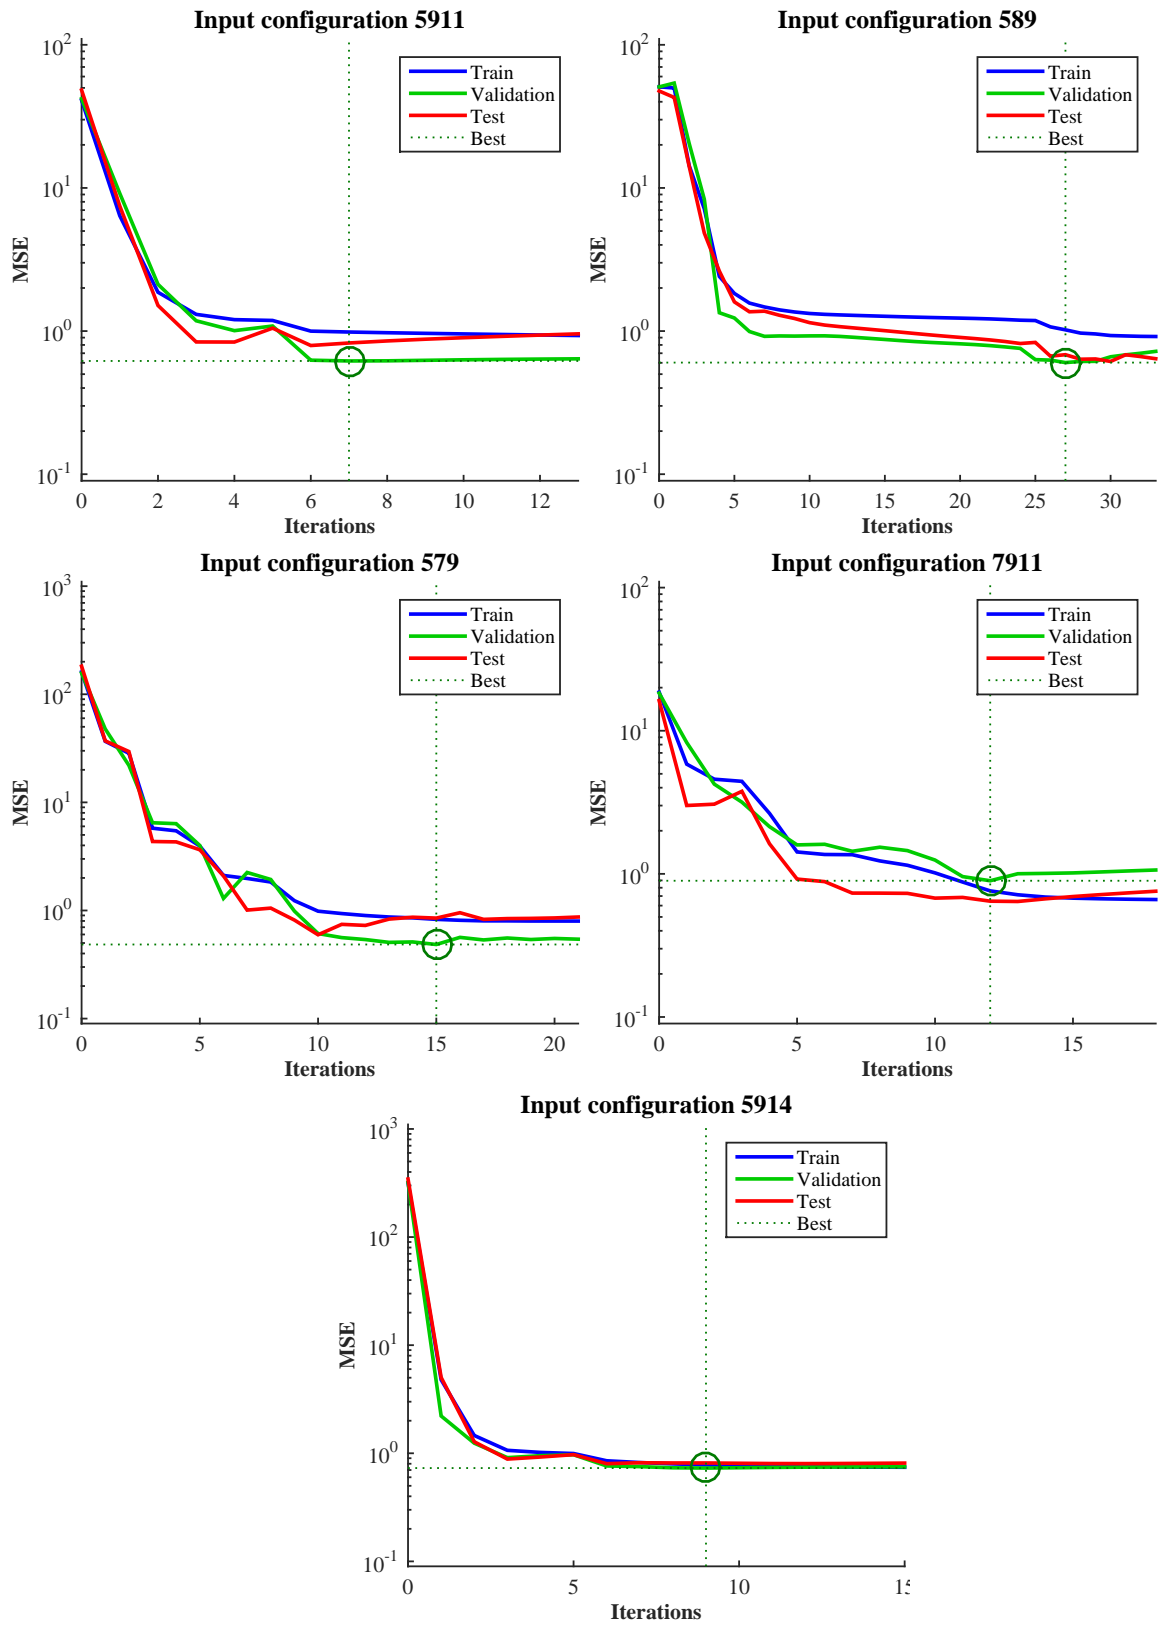 Input configuration 5911
10^2
10^1
10^0
10^-1
MSE
Train
Validation
Test
Best
0 2 4 6 8 10 12
Iterations
Input configuration 589
10^2
10^1
10^0
10^-1
MSE
Train
Validation
Test
Best
0 5 10 15 20 25 30
Iterations
Input configuration 579
10^3
10^2
10^1
10^0
10^-1
MSE
Train
Validation
Test
Best
0 5 10 15 20
Iterations
Input configuration 7911
10^2
10^1
10^0
10^-1
MSE
Train
Validation
Test
Best
0 5 10 15
Iterations
Input configuration 5914
10^3
10^2
10^1
10^0
10^-1
MSE
Train
Validation
Test
Best
0 5 10 15
Iterations